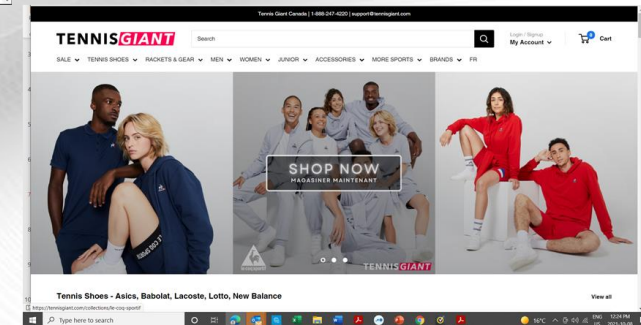 Tennis Giant Canada | 1-888-247-4220 | support@tennisgiant.com
TENNISGIANT
Search
Login / Signup
My Account
0
Cart
SALE
TENNIS SHOES
RACKETS & GEAR
MEN
WOMEN
JUNIOR
ACCESSORIES
MORE SPORTS
BRANDS
FR
SHOP NOW
MAGASINER MAINTENANT
TENNISGIANT
Tennis Shoes - Asics, Babolat, Lacoste, Lotto, New Balance
View all
https://tennisgiant.com/collections/le-coq-sportif
Type here to search
16°C
ENG
US
12:24 PM